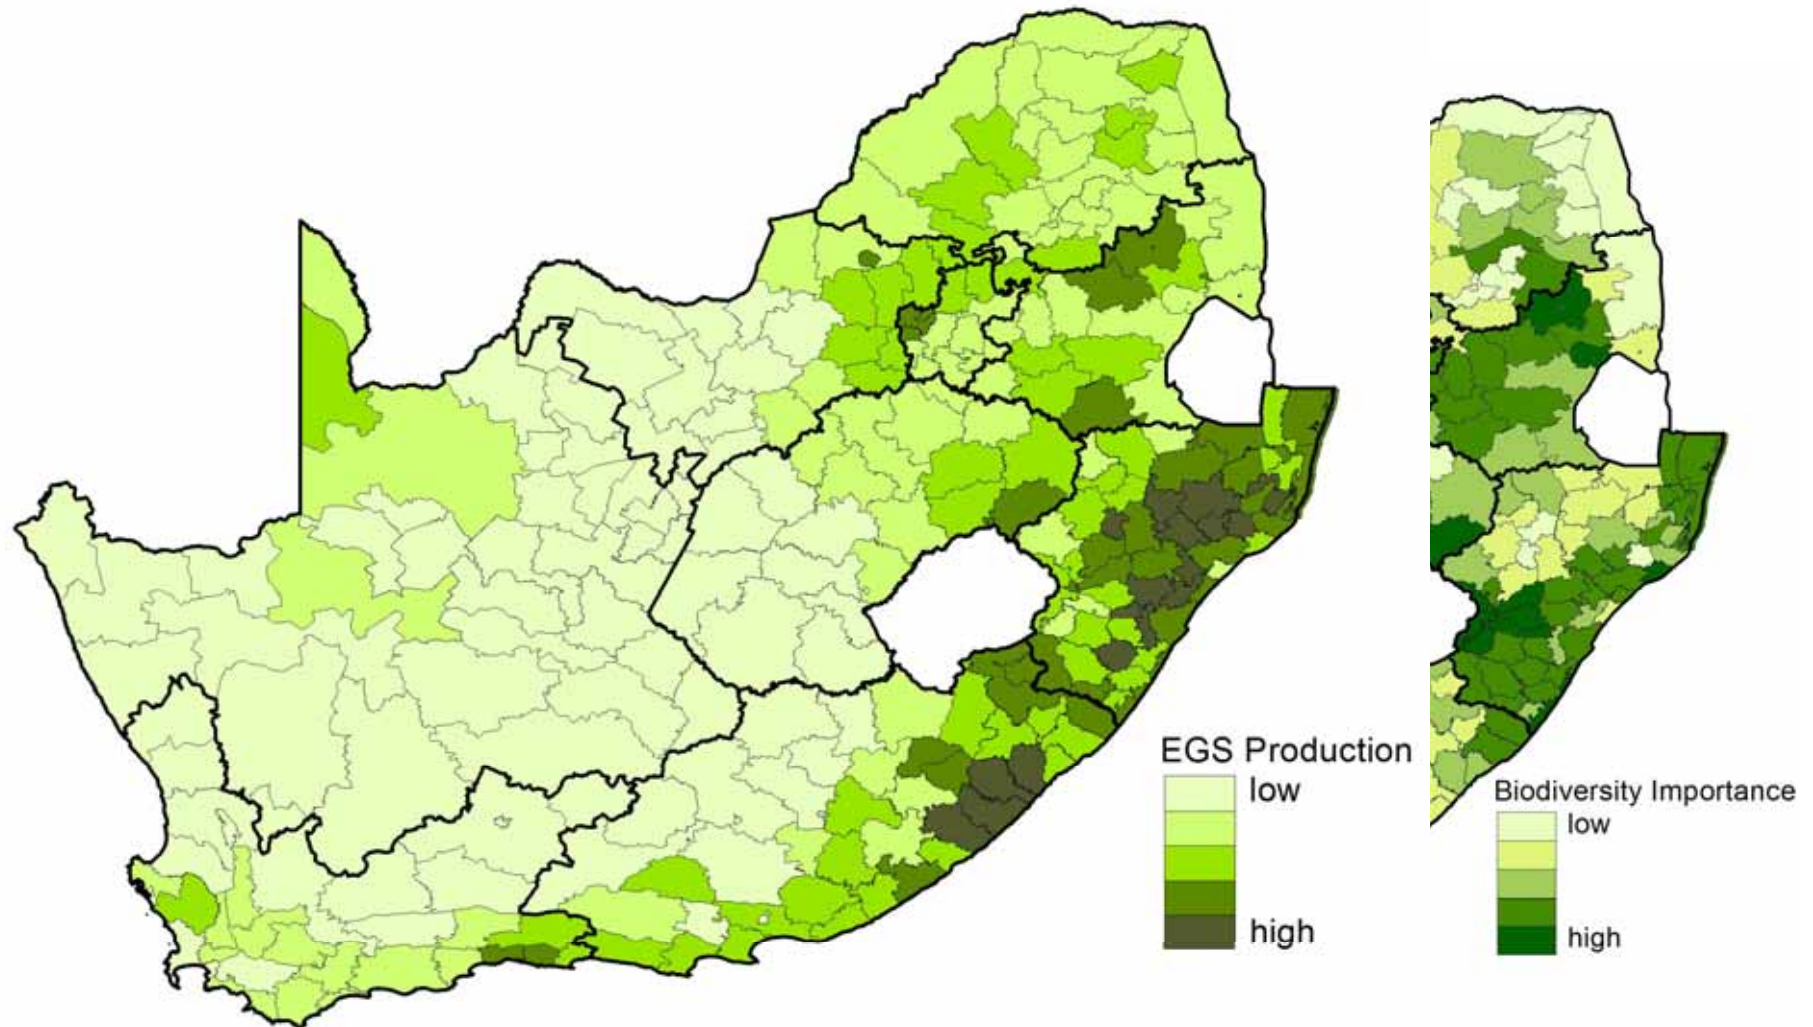 EGS Production
low
high
Biodiversity Importance
low
high